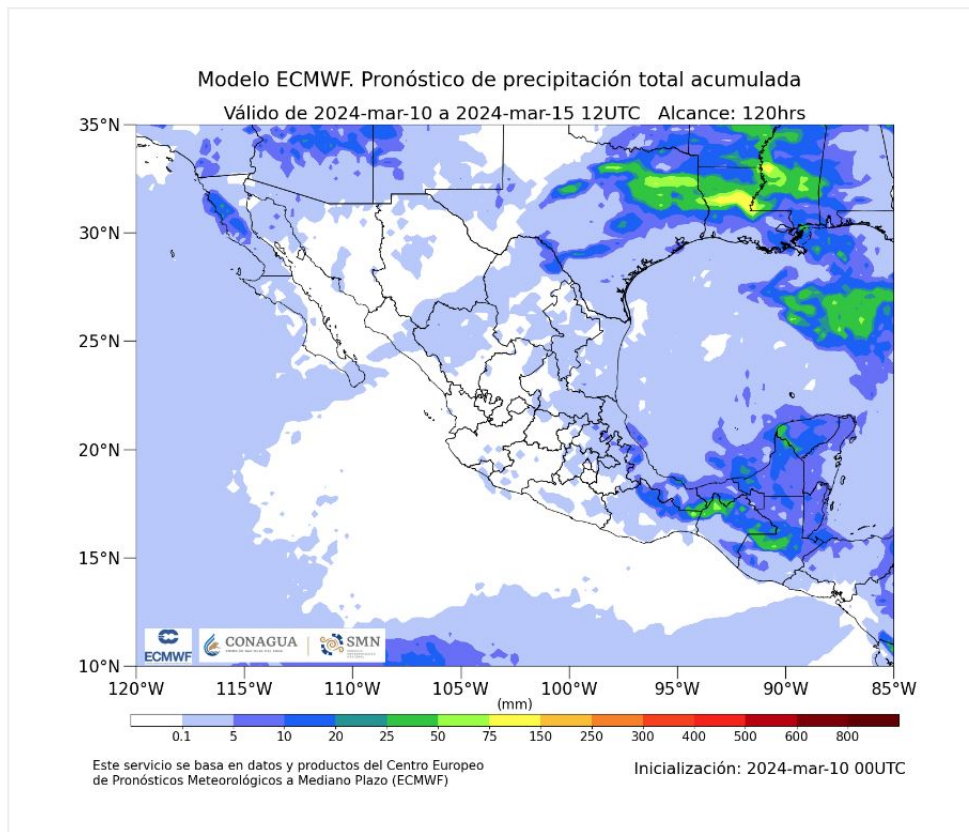 Modelo ECMWF. Pronóstico de precipitación total acumulada
Válido de 2024-mar-10 a 2024-mar-15 12UTC Alcance: 120hrs
35°N
30°N
25°N
20°N
15°N
10°N
ECMWF
CONAGUA
SMN
120°W 115°W 110°W 105°W 100°W 95°W 90°W 85°W
(mm)
0.1 5 10 20 25 50 75 150 250 300 400 500 600 800
Este servicio se basa en datos y productos del Centro Europeo
de Pronósticos Meteorológicos a Mediano Plazo (ECMWF)
Inicialización: 2024-mar-10 00UTC